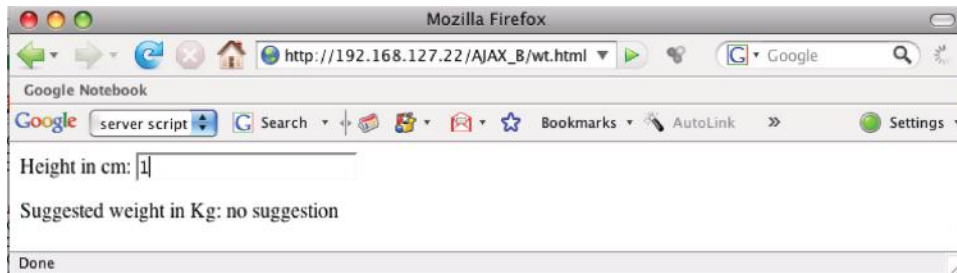 Mozilla Firefox
http://192.168.127.22/AJAX_B/wt.html G Google
Google Notebook
Google server script G Search Bookmarks AutoLink » Settings
Height in cm: 1
Suggested weight in Kg: no suggestion
Done